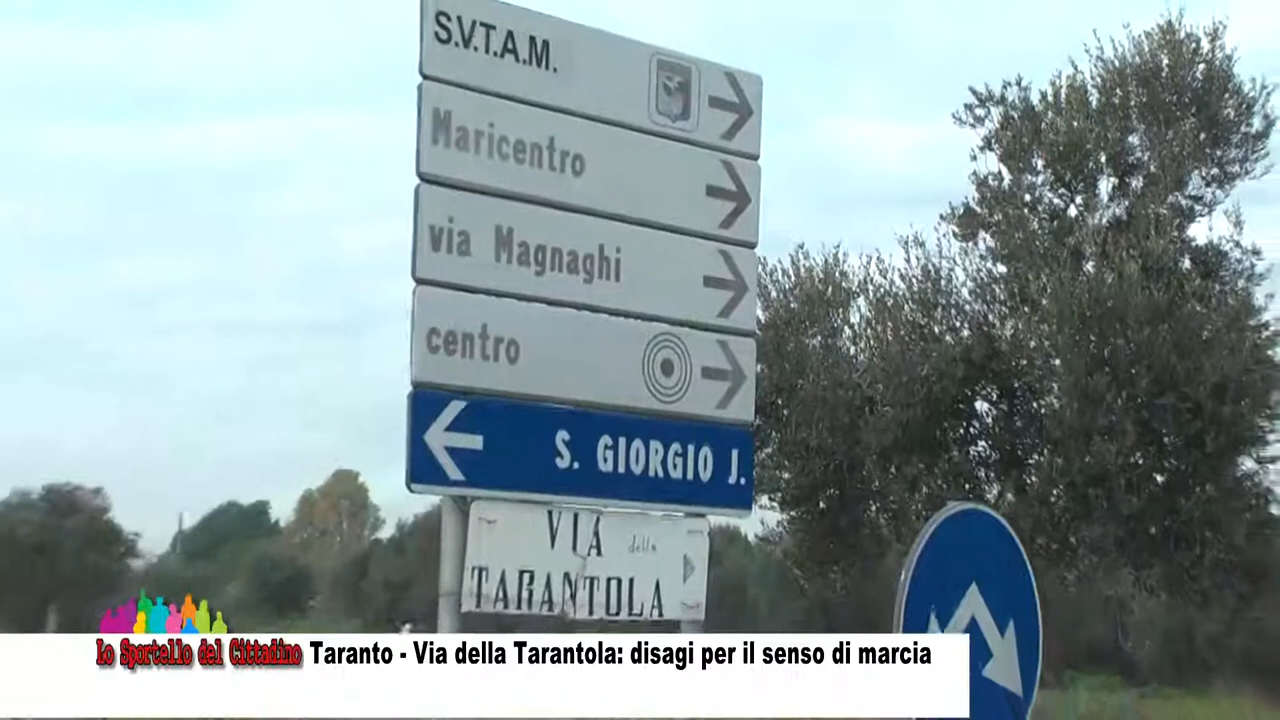 S.V.T.A.M.
Maricentro
via Magnaghi
centro
S. GIORGIO J.
VIA della
TARANTOLA
Lo Sportello del Cittadino Taranto - Via della Tarantola: disagi per il senso di marcia